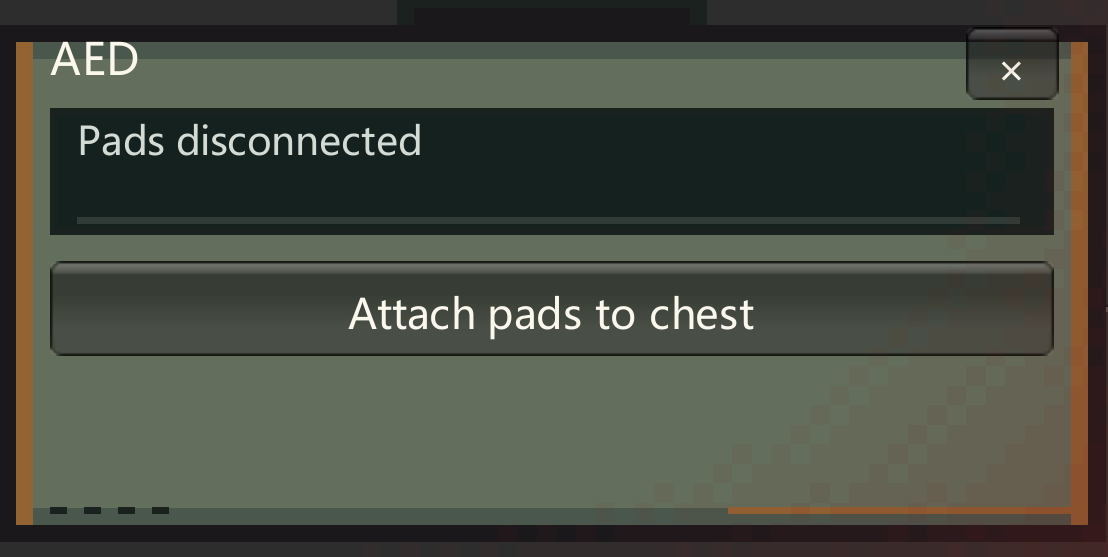 AED
×
Pads disconnected
Attach pads to chest